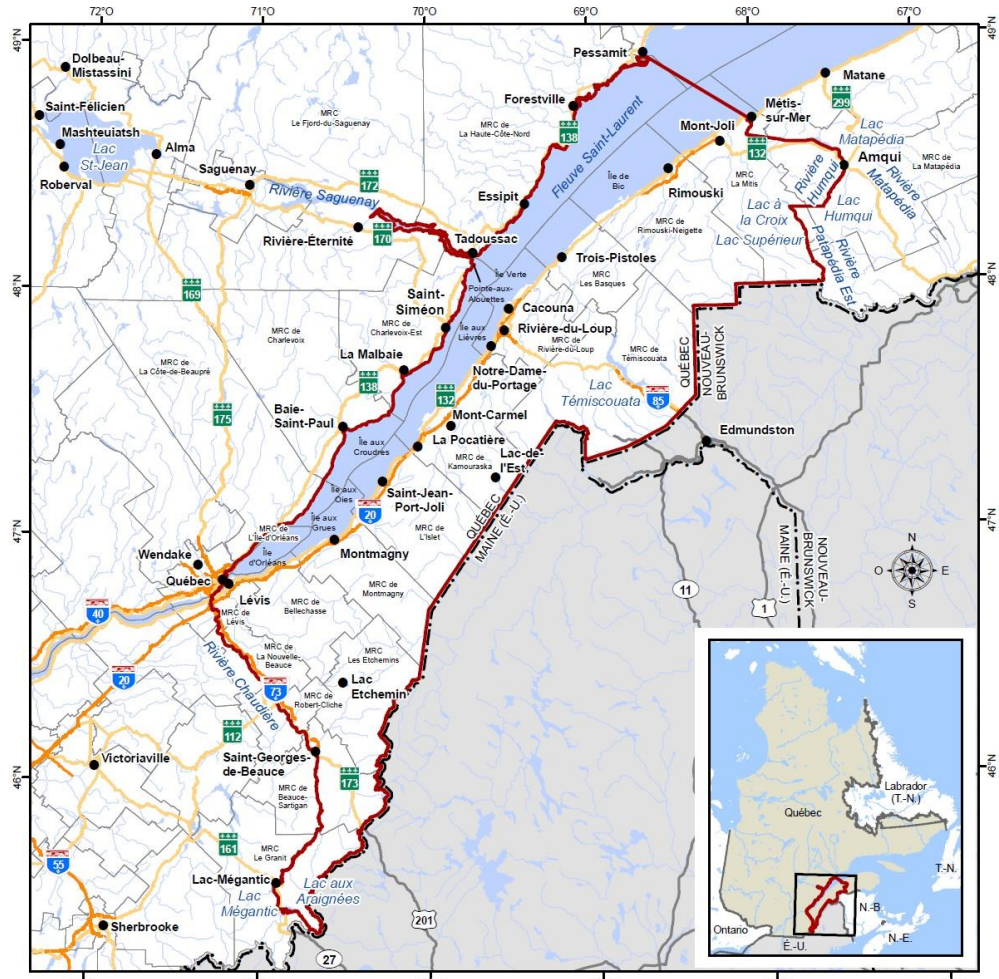 72°O
71°O
70°O
69°O
68°O
67°O
49°N
49°N
Pessamit
Dolbeau-
Mistassini
Matane
Forestville
Saint-Félicien
299
Métis-
sur-Mer
MRC
Le Fjord-du-Saguenay
MRC
de La Haute-Côte-Nord
138
Mashteuiatsh
Mont-Joli
Lac
Matapédia
Alma
Lac
St-Jean
132
Amqui
Fleuve Saint-Laurent
Saguenay
MRC de
La Matapédia
Roberval
172
Île de
Bic
MRC
La Mitis
Rivière
Humqui
Rivière
Matapédia
Rivière Saguenay
Rimouski
Essipit
Lac à
la Croix
Lac
Humqui
Rivière-Éternité
170
MRC de
Rimouski-Neigette
Lac Supérieur
Tadoussac
Trois-Pistoles
Rivière
Patapédia Est
Île Verte
MRC
Les Basques
48°N
48°N
169
Pointe-aux-
Alouettes
Saint-
Siméon
Cacouna
MRC de
Charlevoix-Est
Île aux
Lièvres
Rivière-du-Loup
MRC de
Charlevoix
MRC de
Rivière-du-Loup
MRC de
Témiscouata
La Malbaie
Notre-Dame-
du-Portage
QUÉBEC
NOUVEAU-
BRUNSWICK
MRC de
La Côte-de-Beaupré
138
Lac
Témiscouata
132
85
175
Mont-Carmel
Baie-
Saint-Paul
Edmundston
La Pocatière
Île aux
Coudres
MRC de
Kamouraska
Lac-de-
l'Est
Saint-Jean-
Port-Joli
Île aux
Oies
20
QUÉBEC
MAINE (É.-U.)
47°N
47°N
Île aux
Grues
MRC de
L'Île-d'Orléans
MRC de
L'Islet
Wendake
Île
d'Orléans
Montmagny
MAINE (É.-U.)
NOUVEAU-
BRUNSWICK
N
O
E
S
Québec
MRC de
Montmagny
11
Lévis
40
MRC de
Lévis
MRC de
Bellechasse
1
Rivière Chaudière
MRC de
La Nouvelle-
Beauce
MRC
Les Etchemins
20
73
Lac
Etchemin
MRC de
Robert-Cliche
112
Victoriaville
Saint-Georges-
de-Beauce
46°N
46°N
173
MRC de
Beauce-
Sartigan
Labrador
(T.-N.)
Québec
161
MRC
Le Granit
55
Lac-Mégantic
Lac aux
Araignées
T.-N.
Lac
Mégantic
N.-B.
Sherbrooke
201
Ontario
É.-U.
N.-É.
27
72°O
71°O
70°O
69°O
68°O
67°O